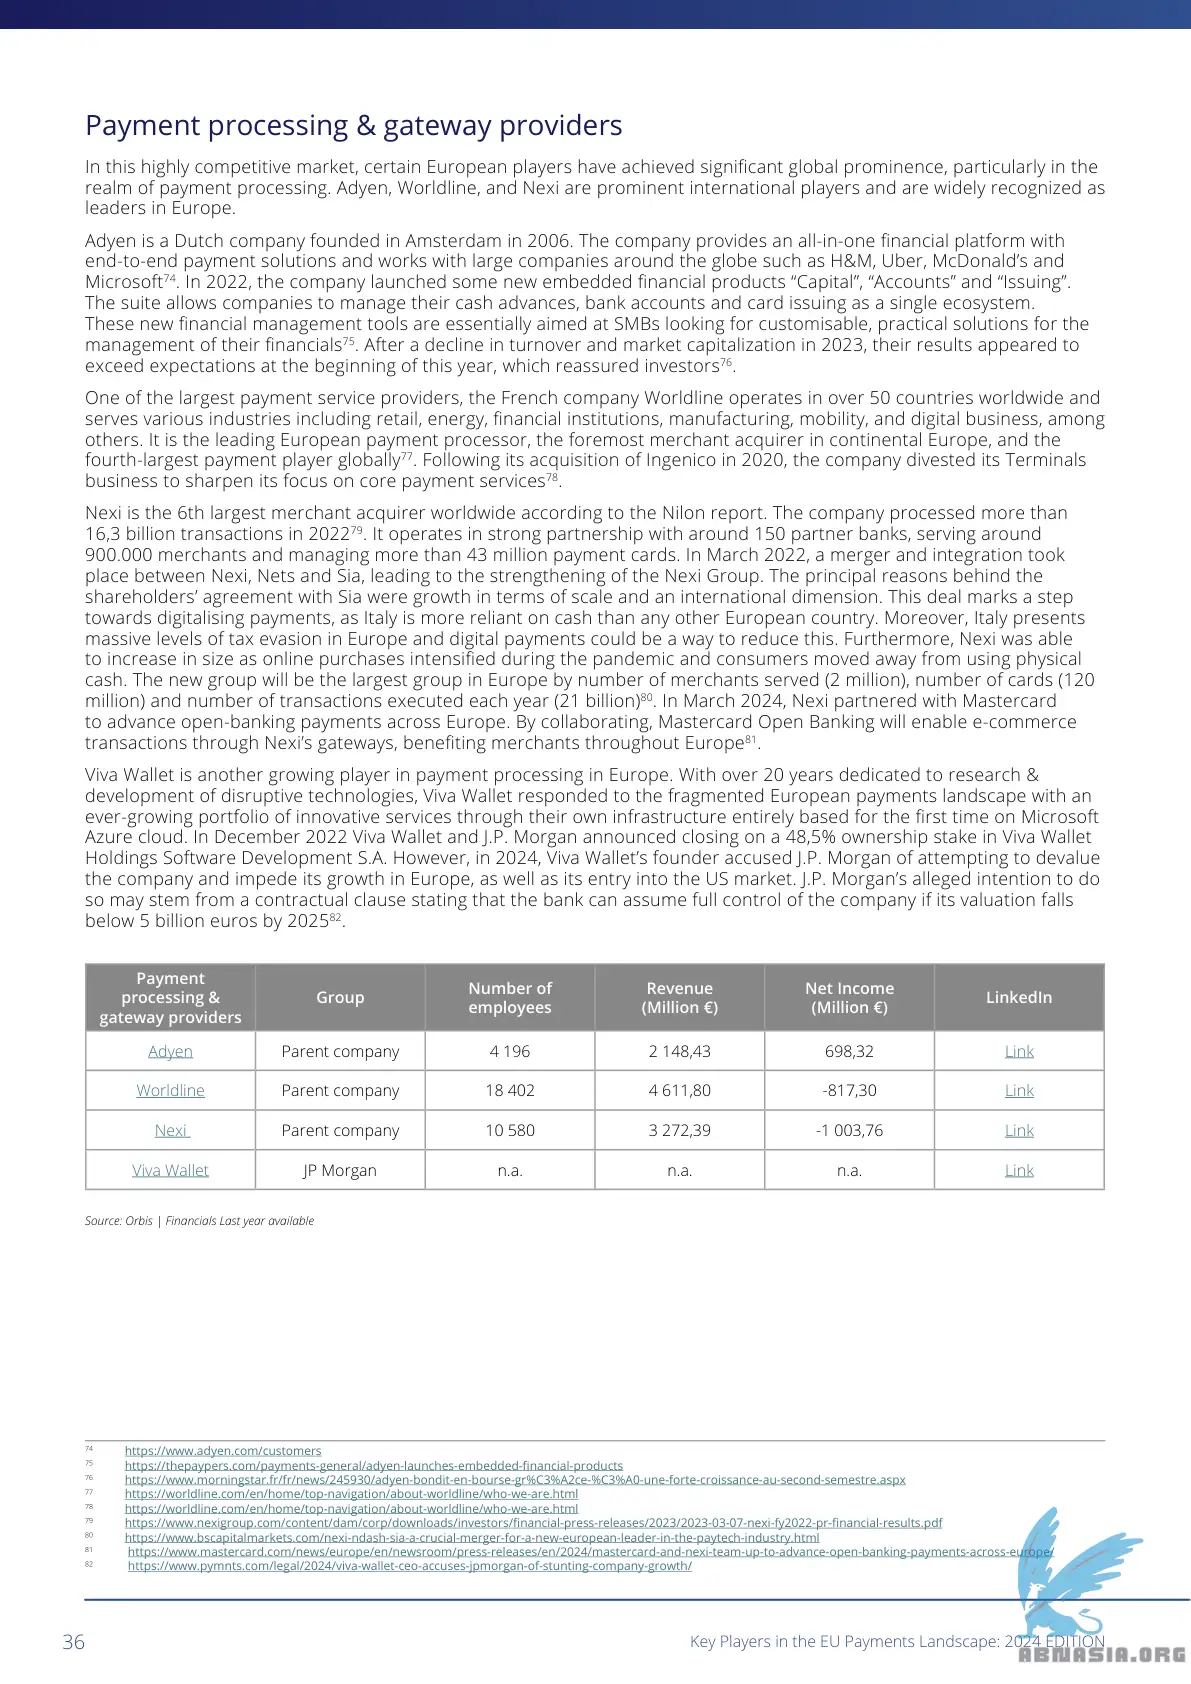 Payment processing & gateway providers
In this highly competitive market, certain European players have achieved significant global prominence, particularly in the
realm of payment processing. Adyen, Worldline, and Nexi are prominent international players and are widely recognized as
leaders in Europe.
Adyen is a Dutch company founded in Amsterdam in 2006. The company provides an all-in-one financial platform with
end-to-end payment solutions and works with large companies around the globe such as H&M, Uber, McDonald’s and
Microsoft74. In 2022, the company launched some new embedded financial products “Capital”, “Accounts” and “Issuing”.
The suite allows companies to manage their cash advances, bank accounts and card issuing as a single ecosystem.
These new financial management tools are essentially aimed at SMBs looking for customisable, practical solutions for the
management of their financials75. After a decline in turnover and market capitalization in 2023, their results appeared to
exceed expectations at the beginning of this year, which reassured investors76.
One of the largest payment service providers, the French company Worldline operates in over 50 countries worldwide and
serves various industries including retail, energy, financial institutions, manufacturing, mobility, and digital business, among
others. It is the leading European payment processor, the foremost merchant acquirer in continental Europe, and the
fourth-largest payment player globally77. Following its acquisition of Ingenico in 2020, the company divested its Terminals
business to sharpen its focus on core payment services78.
Nexi is the 6th largest merchant acquirer worldwide according to the Nilon report. The company processed more than
16,3 billion transactions in 202279. It operates in strong partnership with around 150 partner banks, serving around
900.000 merchants and managing more than 43 million payment cards. In March 2022, a merger and integration took
place between Nexi, Nets and Sia, leading to the strengthening of the Nexi Group. The principal reasons behind the
shareholders’ agreement with Sia were growth in terms of scale and an international dimension. This deal marks a step
towards digitalising payments, as Italy is more reliant on cash than any other European country. Moreover, Italy presents
massive levels of tax evasion in Europe and digital payments could be a way to reduce this. Furthermore, Nexi was able
to increase in size as online purchases intensified during the pandemic and consumers moved away from using physical
cash. The new group will be the largest group in Europe by number of merchants served (2 million), number of cards (120
million) and number of transactions executed each year (21 billion)80. In March 2024, Nexi partnered with Mastercard
to advance open-banking payments across Europe. By collaborating, Mastercard Open Banking will enable e-commerce
transactions through Nexi’s gateways, benefiting merchants throughout Europe81.
Viva Wallet is another growing player in payment processing in Europe. With over 20 years dedicated to research &
development of disruptive technologies, Viva Wallet responded to the fragmented European payments landscape with an
ever-growing portfolio of innovative services through their own infrastructure entirely based for the first time on Microsoft
Azure cloud. In December 2022 Viva Wallet and J.P. Morgan announced closing on a 48,5% ownership stake in Viva Wallet
Holdings Software Development S.A. However, in 2024, Viva Wallet’s founder accused J.P. Morgan of attempting to devalue
the company and impede its growth in Europe, as well as its entry into the US market. J.P. Morgan’s alleged intention to do
so may stem from a contractual clause stating that the bank can assume full control of the company if its valuation falls
below 5 billion euros by 202582.
Payment processing & gateway providers Group Number of employees Revenue (Million €) Net Income (Million €) LinkedIn
Adyen Parent company 4 196 2 148,43 698,32 Link
Worldline Parent company 18 402 4 611,80 -817,30 Link
Nexi Parent company 10 580 3 272,39 -1 003,76 Link
Viva Wallet JP Morgan n.a. n.a. n.a. Link
Source: Orbis | Financials Last year available
74 https://www.adyen.com/customers
75 https://thepaypers.com/payments-general/adyen-launches-embedded-financial-products
76 https://www.morningstar.fr/fr/news/245930/adyen-bondit-en-bourse-gr%C3%A2ce-%C3%A0-une-forte-croissance-au-second-semestre.aspx
77 https://worldline.com/en/home/top-navigation/about-worldline/who-we-are.html
78 https://worldline.com/en/home/top-navigation/about-worldline/who-we-are.html
79 https://www.nexigroup.com/content/dam/corp/downloads/investors/financial-press-releases/2023/2023-03-07-nexi-fy2022-pr-financial-results.pdf
80 https://www.bscapitalmarkets.com/nexi-ndash-sia-a-crucial-merger-for-a-new-european-leader-in-the-paytech-industry.html
81 https://www.mastercard.com/news/europe/en/newsroom/press-releases/en/2024/mastercard-and-nexi-team-up-to-advance-open-banking-payments-across-europe/
82 https://www.pymnts.com/legal/2024/viva-wallet-ceo-accuses-jpmorgan-of-stunting-company-growth/
36
Key Players in the EU Payments Landscape: 2024 EDITION
ABNASIA.ORG